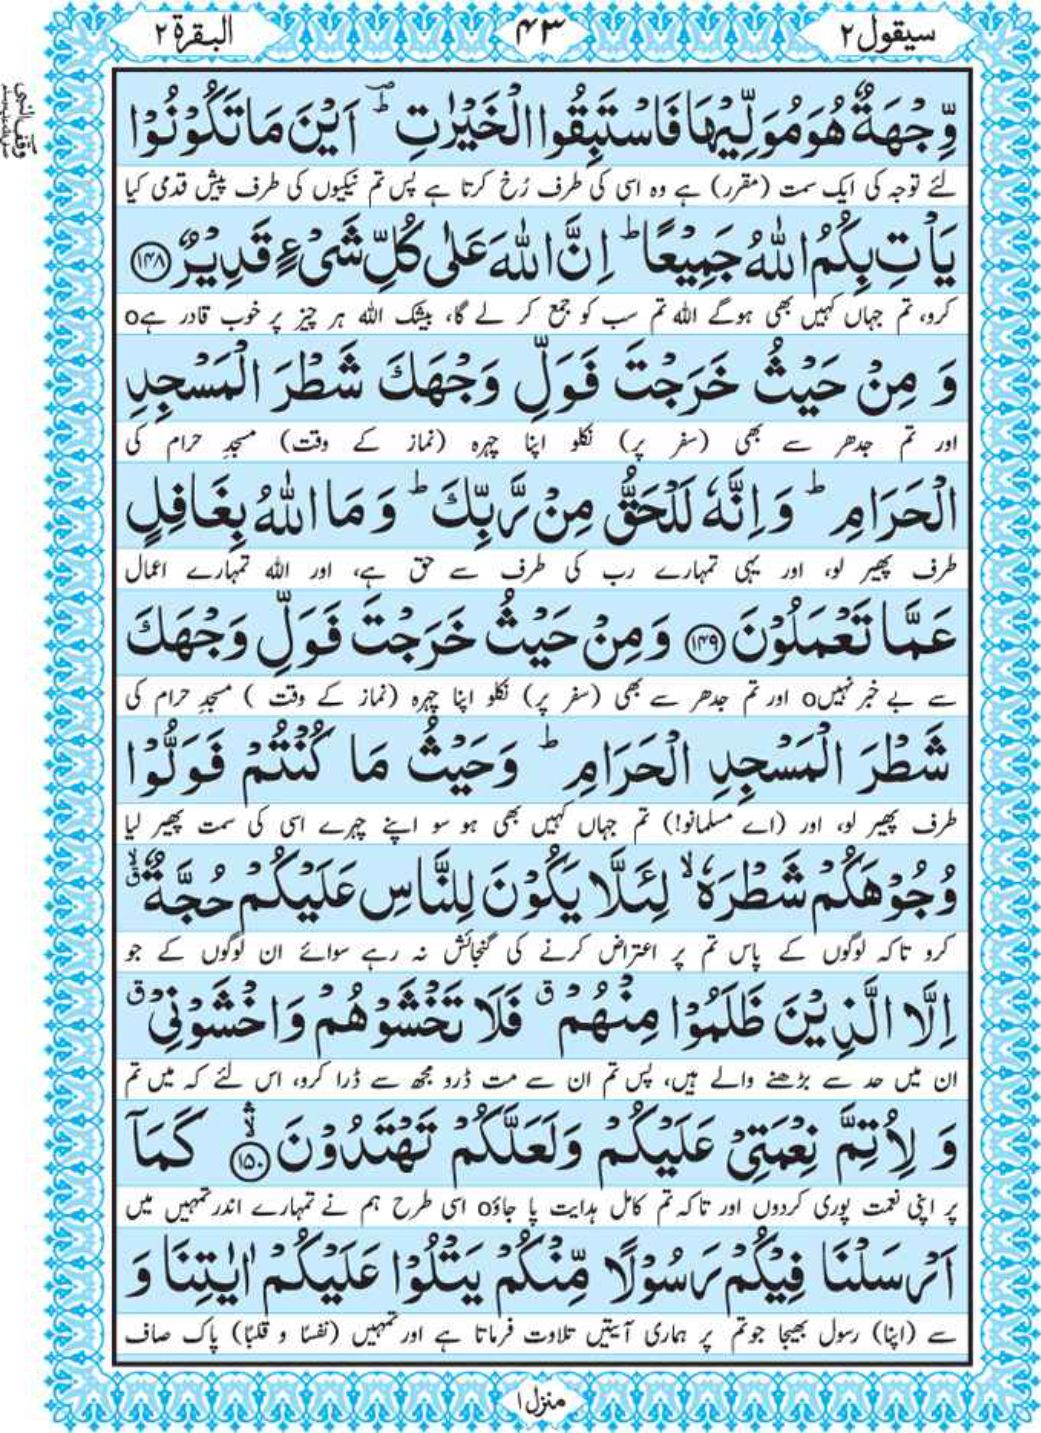 سيقول٢
٤٣
البقرة٢
وقف النبی صلی اللہ علیہ وسلم
وِّجْهَةٌ هُوَ مُوَلِّيْهَا فَاسْتَبِقُوا الْخَيْرٰتِ ؕ اَيْنَ مَا تَكُوْنُوْا
لئے توجہ کی ایک سمت (مقرر) ہے وہ اسی کی طرف رُخ کرتا ہے پس تم نیکیوں کی طرف پیش قدمی کیا
يَاْتِ بِكُمُ اللّٰهُ جَمِيْعًا ؕ اِنَّ اللّٰهَ عَلٰى كُلِّ شَىْءٍ قَدِيْرٌ ﴿۱۴۸﴾
کرو، تم جہاں کہیں بھی ہوگے اللہ تم سب کو جمع کر لے گا، بیشک اللہ ہر چیز پر خوب قادر ہے o
وَ مِنْ حَيْثُ خَرَجْتَ فَوَلِّ وَجْهَكَ شَطْرَ الْمَسْجِدِ
اور تم جدھر سے بھی (سفر پر) نکلو اپنا چہرہ (نماز کے وقت) مسجدِ حرام کی
الْحَرَامِ ؕ وَ اِنَّهٗ لَلْحَقُّ مِنْ رَّبِّكَ ؕ وَ مَا اللّٰهُ بِغَافِلٍ
طرف پھیر لو، اور یہی تمہارے رب کی طرف سے حق ہے، اور اللہ تمہارے اعمال
عَمَّا تَعْمَلُوْنَ ﴿۱۴۹﴾ وَ مِنْ حَيْثُ خَرَجْتَ فَوَلِّ وَجْهَكَ
سے بے خبر نہیں o اور تم جدھر سے بھی (سفر پر) نکلو اپنا چہرہ (نماز کے وقت ) مسجدِ حرام کی
شَطْرَ الْمَسْجِدِ الْحَرَامِ ؕ وَحَيْثُ مَا كُنْتُمْ فَوَلُّوْا
طرف پھیر لو، اور (اے مسلمانو!) تم جہاں کہیں بھی ہو سو اپنے چہرے اسی کی سمت پھیر لیا
وُجُوْهَكُمْ شَطْرَهٗ ۙ لِئَلَّا يَكُوْنَ لِلنَّاسِ عَلَيْكُمْ حُجَّةٌ ۙۗ
کرو تاکہ لوگوں کے پاس تم پر اعتراض کرنے کی گنجائش نہ رہے سوائے ان لوگوں کے جو
اِلَّا الَّذِيْنَ ظَلَمُوْا مِنْهُمْ ۗ فَلَا تَخْشَوْهُمْ وَاخْشَوْنِيْ ۗ
ان میں حد سے بڑھنے والے ہیں، پس تم ان سے مت ڈرو مجھ سے ڈرا کرو، اس لئے کہ میں تم
وَ لِاُتِمَّ نِعْمَتِيْ عَلَيْكُمْ وَلَعَلَّكُمْ تَهْتَدُوْنَ ﴿۱۵۰﴾ كَمَاۤ
پر اپنی نعمت پوری کردوں اور تاکہ تم کامل ہدایت پا جاؤ o اسی طرح ہم نے تمہارے اندر تمہیں میں
اَرْسَلْنَا فِيْكُمْ رَسُوْلًا مِّنْكُمْ يَتْلُوْا عَلَيْكُمْ اٰيٰتِنَا وَ
سے (اپنا) رسول بھیجا جو تم پر ہماری آیتیں تلاوت فرماتا ہے اور تمہیں (نفسًا و قلبًا) پاک صاف
منزل١